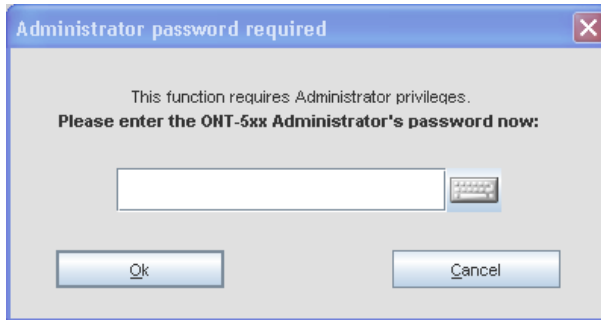 Administrator password required
This function requires Administrator privileges.
Please enter the ONT-5xx Administrator's password now:
Ok
Cancel